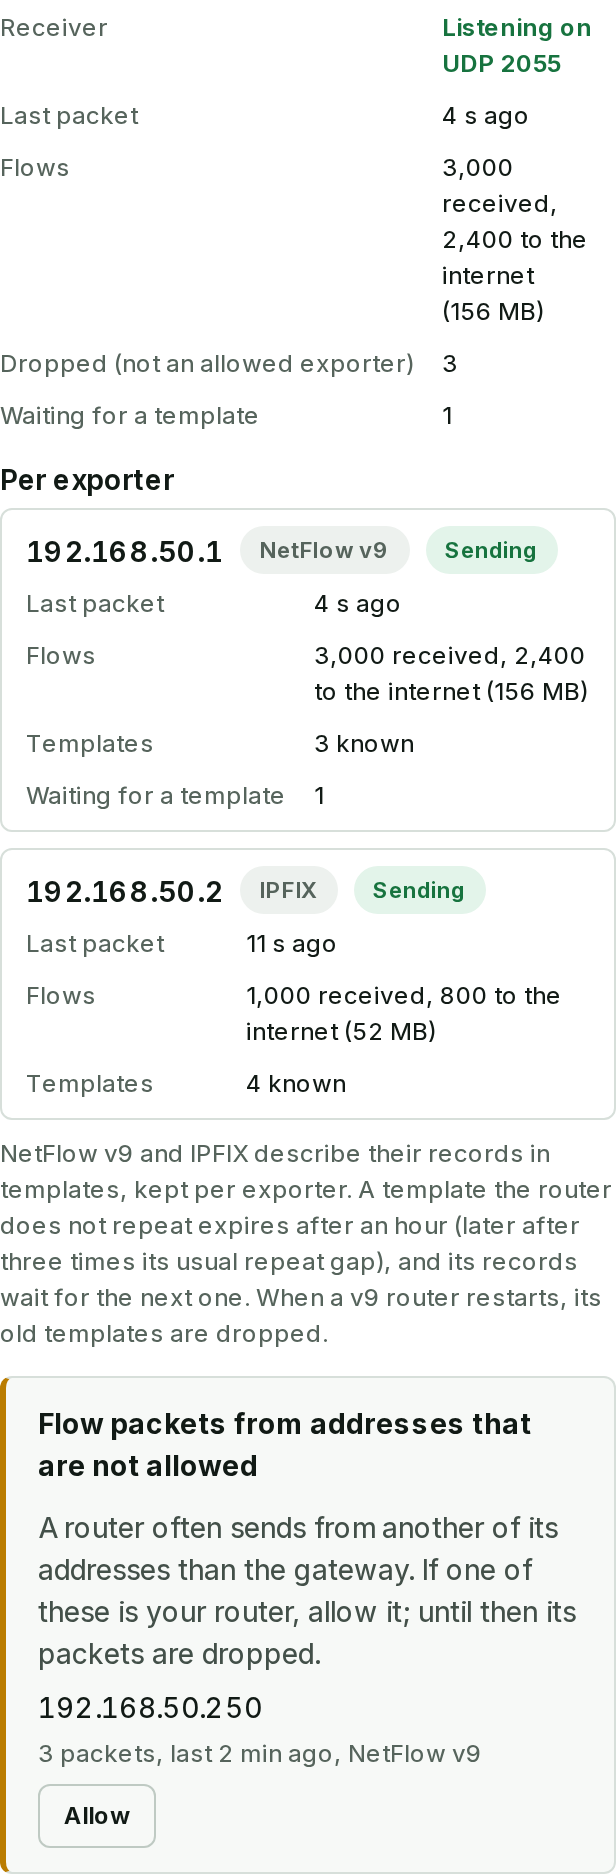 Receiver
Listening on
UDP 2055
Last packet
4 s ago
Flows
3,000
received,
2,400 to the
internet
(156 MB)
Dropped (not an allowed exporter)
3
Waiting for a template
1
Per exporter
192.168.50.1 NetFlow v9 Sending
Last packet
4 s ago
Flows
3,000 received, 2,400
to the internet (156 MB)
Templates
3 known
Waiting for a template
1
192.168.50.2 IPFIX Sending
Last packet
11 s ago
Flows
1,000 received, 800 to the
internet (52 MB)
Templates
4 known
NetFlow v9 and IPFIX describe their records in
templates, kept per exporter. A template the router
does not repeat expires after an hour (later after
three times its usual repeat gap), and its records
wait for the next one. When a v9 router restarts, its
old templates are dropped.
Flow packets from addresses that
are not allowed
A router often sends from another of its
addresses than the gateway. If one of
these is your router, allow it; until then its
packets are dropped.
192.168.50.250
3 packets, last 2 min ago, NetFlow v9
Allow